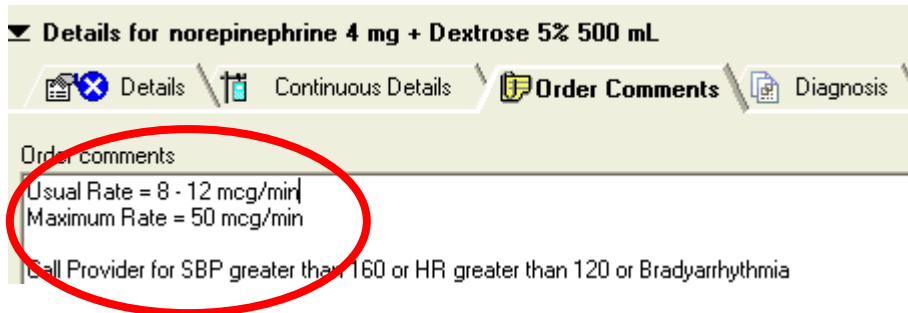 Details for norepinephrine 4 mg + Dextrose 5% 500 mL
Details Continuous Details Order Comments Diagnosis
Order comments
Usual Rate = 8 - 12 mcg/min
Maximum Rate = 50 mcg/min
Call Provider for SBP greater than 160 or HR greater than 120 or Bradyarrhythmia